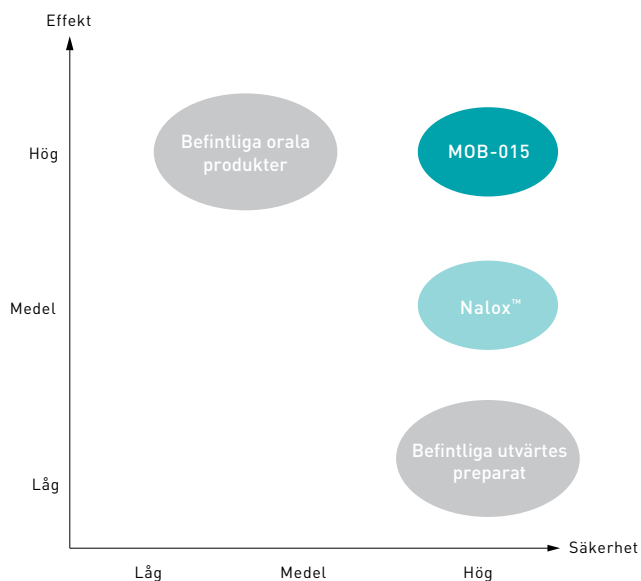 Effekt
Hög
Befintliga orala
produkter
MOB-015
Medel
Nalox™
Befintliga utvärtes
preparat
Låg
Säkerhet
Låg
Medel
Hög